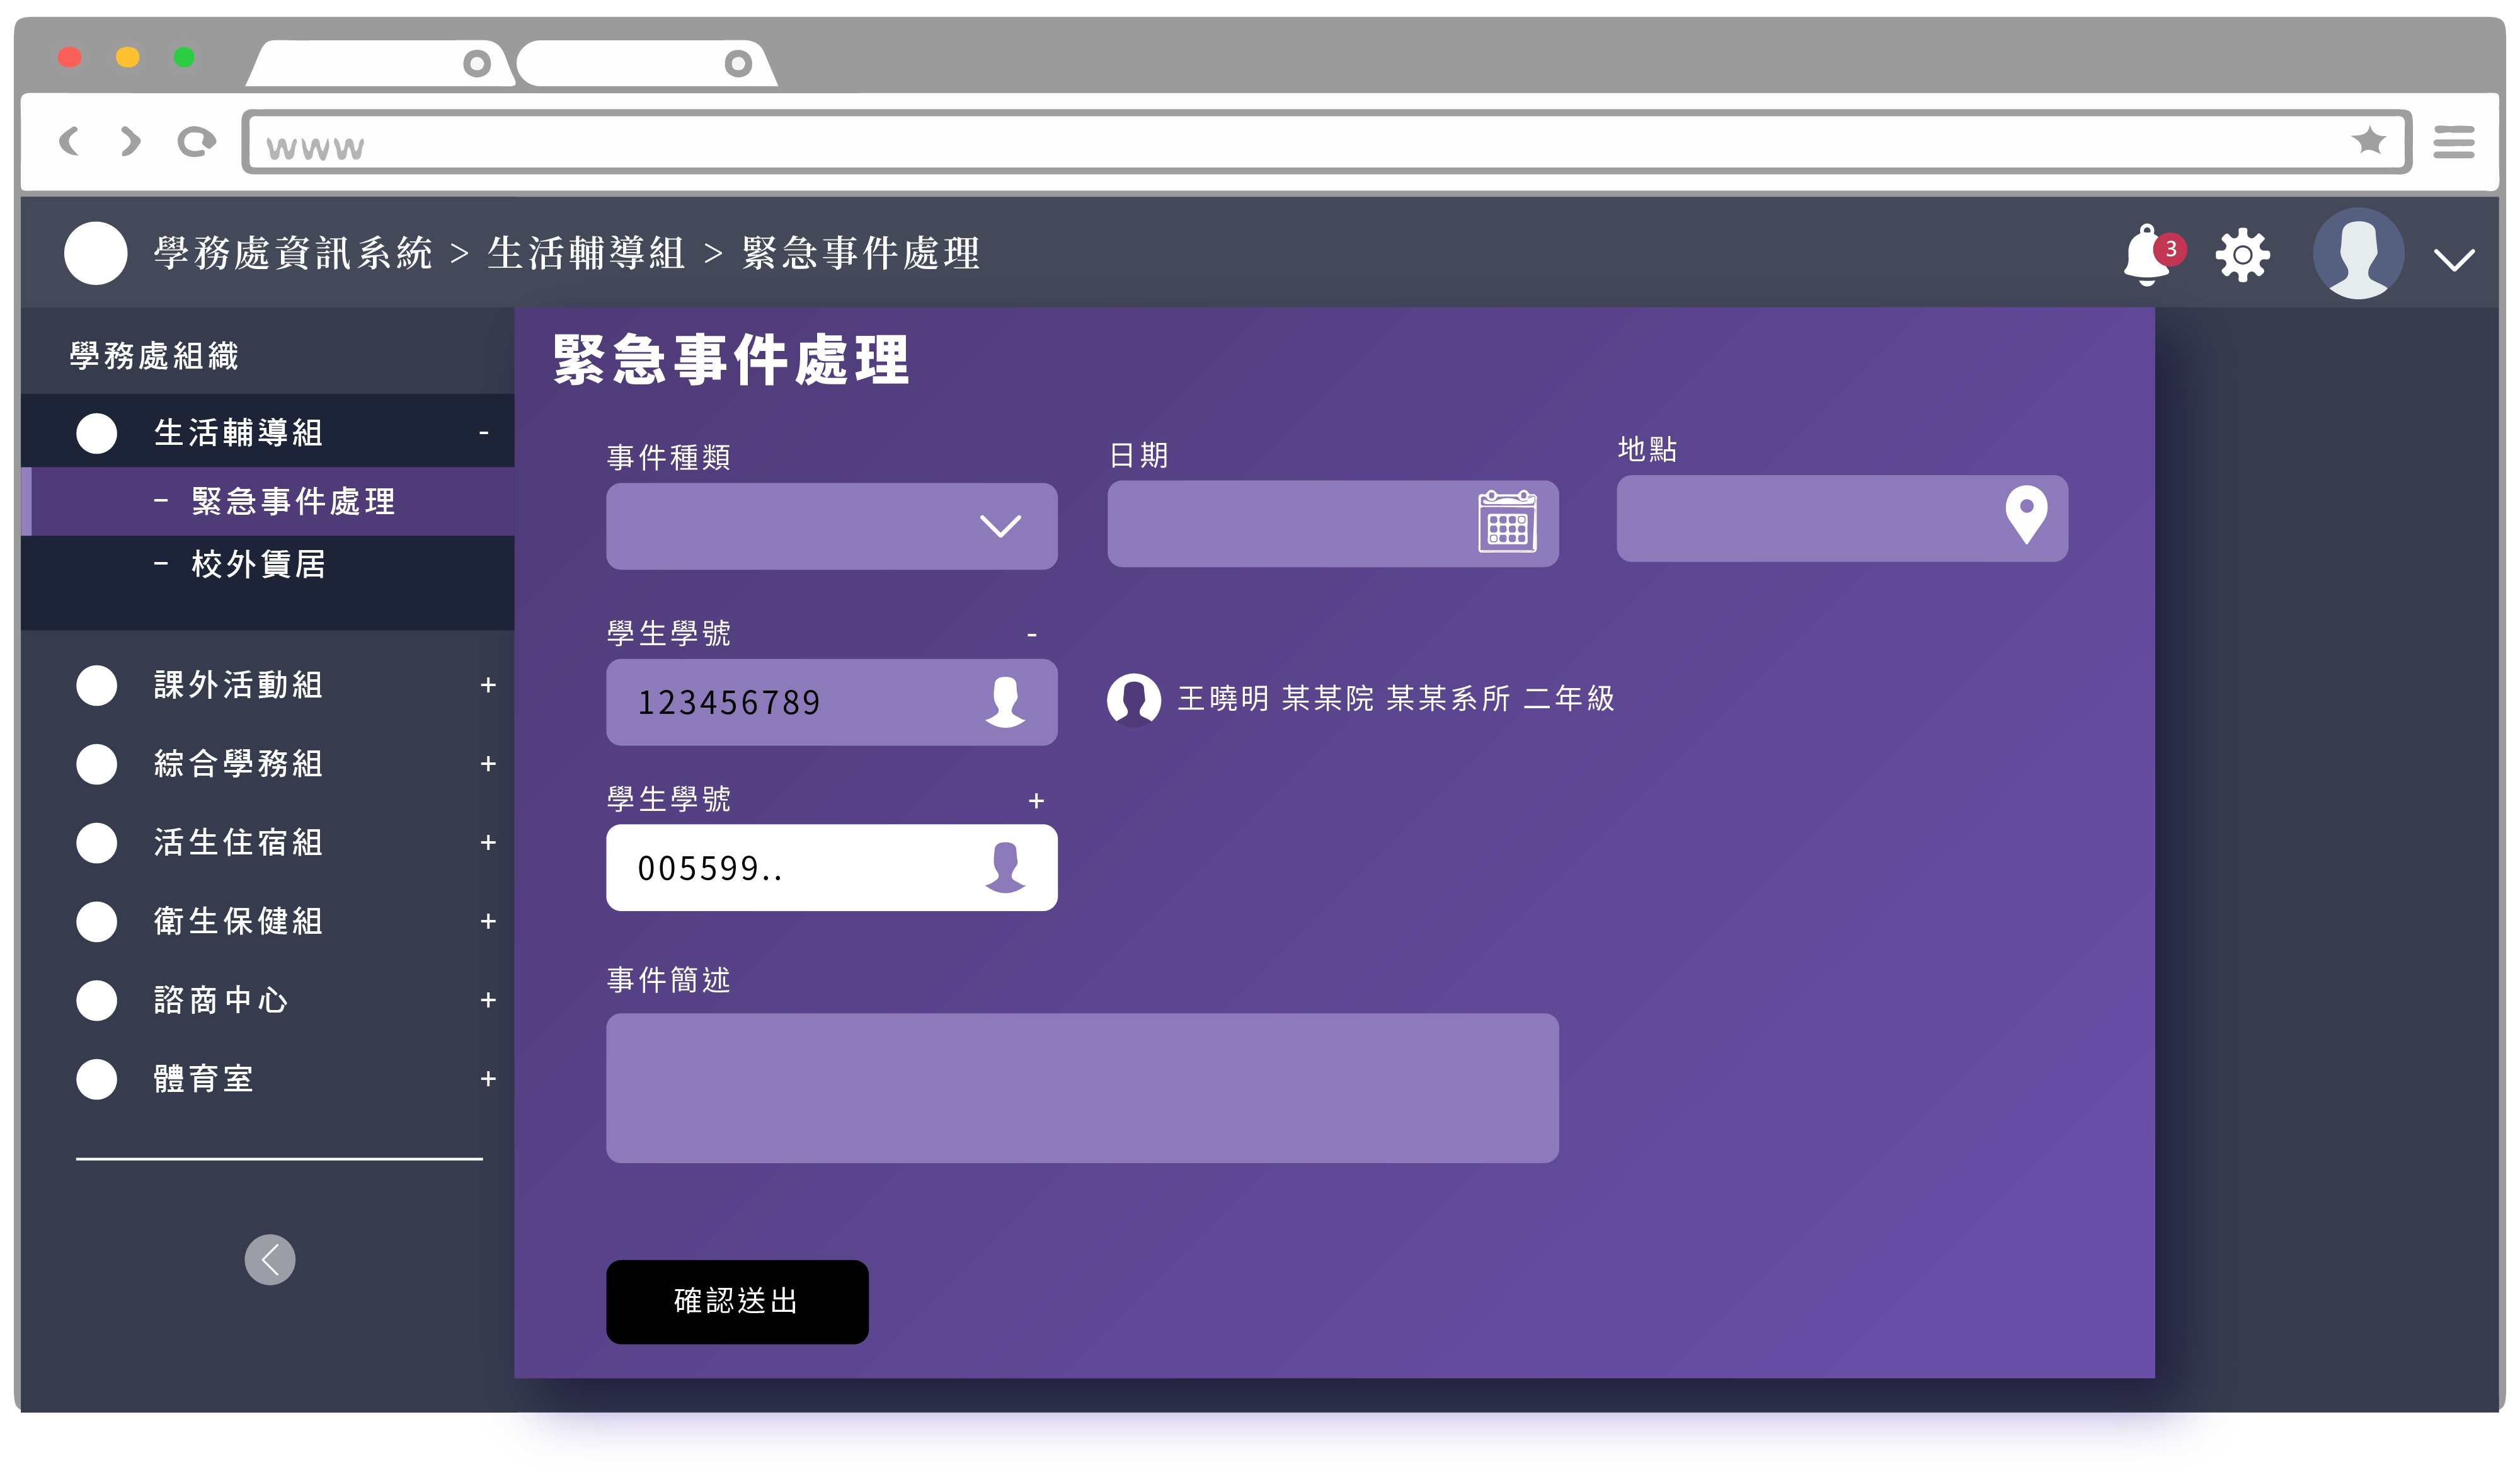 www
學務處資訊系統 > 生活輔導組 > 緊急事件處理
3
學務處組織
生活輔導組 -
- 緊急事件處理
- 校外賃居
課外活動組 +
綜合學務組 +
活生住宿組 +
衛生保健組 +
諮商中心 +
體育室 +
緊急事件處理
事件種類
日期
地點
學生學號 -
123456789
王曉明 某某院 某某系所 二年級
學生學號 +
005599..
事件簡述
確認送出